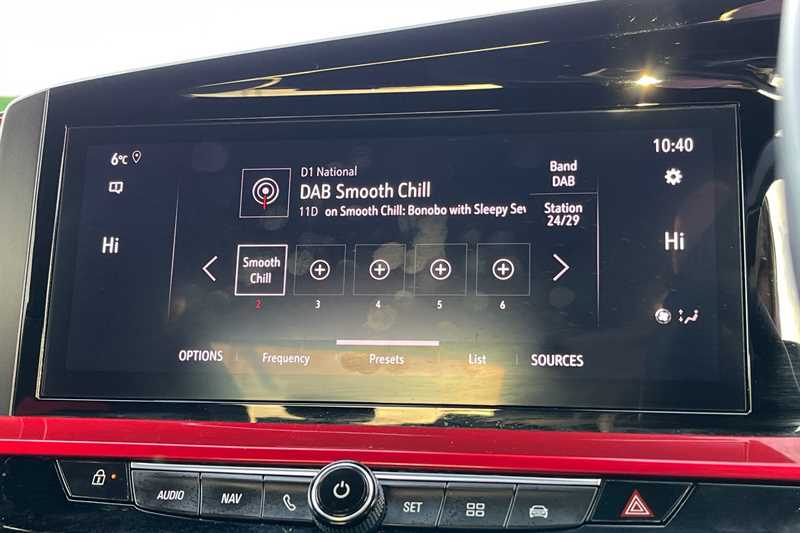 6°C
10:40
D1 National
DAB Smooth Chill
11D on Smooth Chill: Bonobo with Sleepy Sev
Band
DAB
Station
24/29
Hi
Hi
Smooth
Chill
2
3
4
5
6
OPTIONS
Frequency
Presets
List
SOURCES
AUDIO
NAV
SET